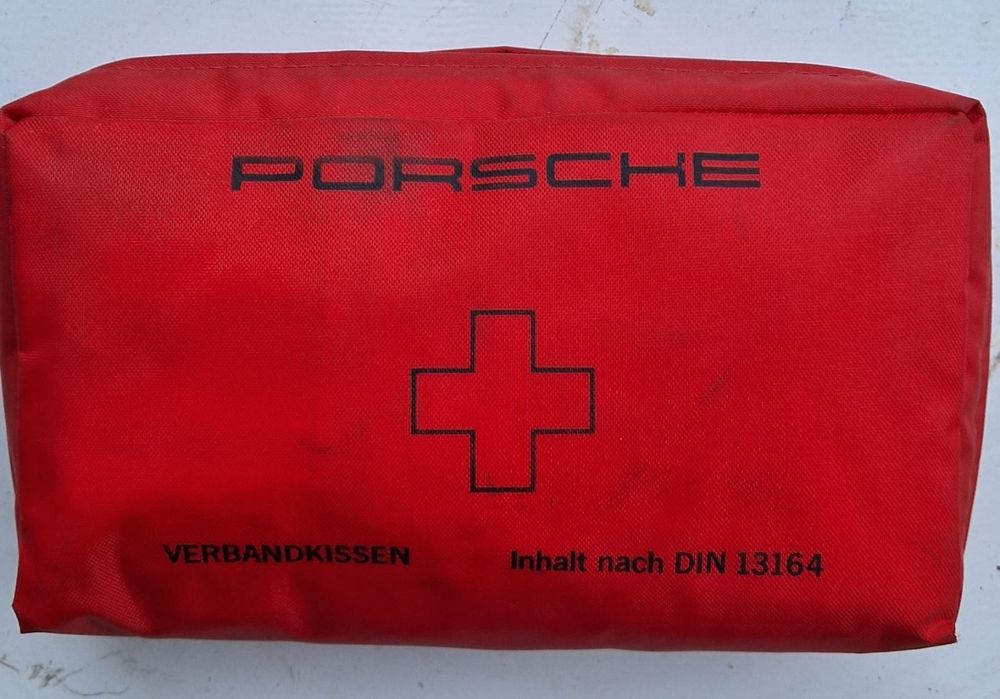 PORSCHE
VERBANDKISSEN Inhalt nach DIN 13164